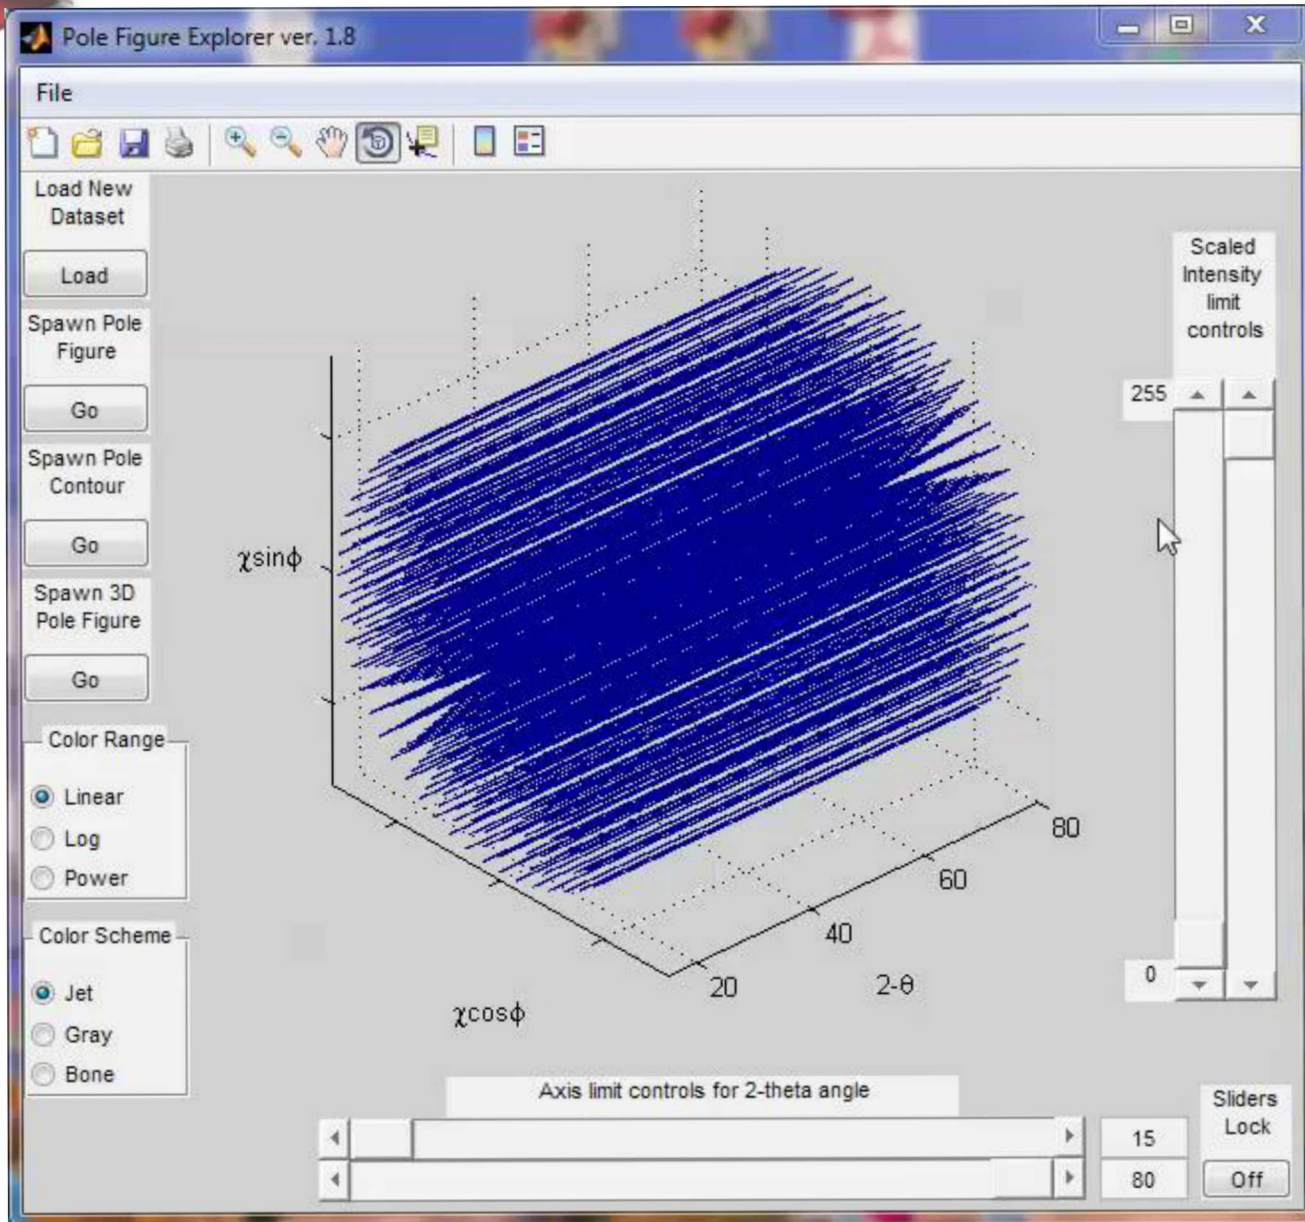 Pole Figure Explorer ver. 1.8
File
Load New
Dataset
Load
Spawn Pole
Figure
Go
Spawn Pole
Contour
Go
Spawn 3D
Pole Figure
Go
Color Range
Linear
Log
Power
Color Scheme
Jet
Gray
Bone
χsinϕ
χcosϕ
20
40
60
80
2-θ
Scaled
Intensity
limit
controls
255
0
Axis limit controls for 2-theta angle
15
80
Sliders
Lock
Off